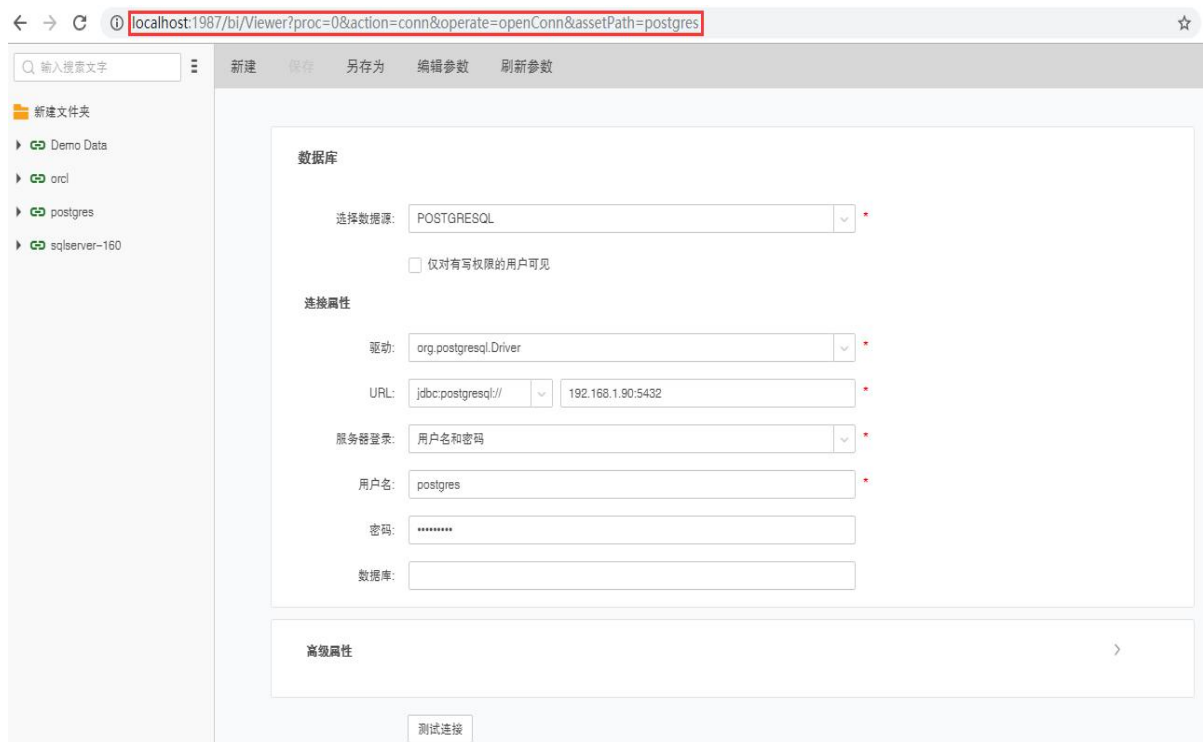 localhost:1987/bi/Viewer?proc=0&action=conn&operate=openConn&assetPath=postgres
输入搜索文字
新建 保存 另存为 编辑参数 刷新参数
新建文件夹
Demo Data
orcl
postgres
sqlserver-160
数据库
选择数据源: POSTGRESQL *
仅对有写权限的用户可见
连接属性
驱动: org.postgresql.Driver *
URL: jdbc:postgresql:// 192.168.1.90:5432 *
服务器登录: 用户名和密码 *
用户名: postgres *
密码: •••••••••
数据库:
高级属性
测试连接